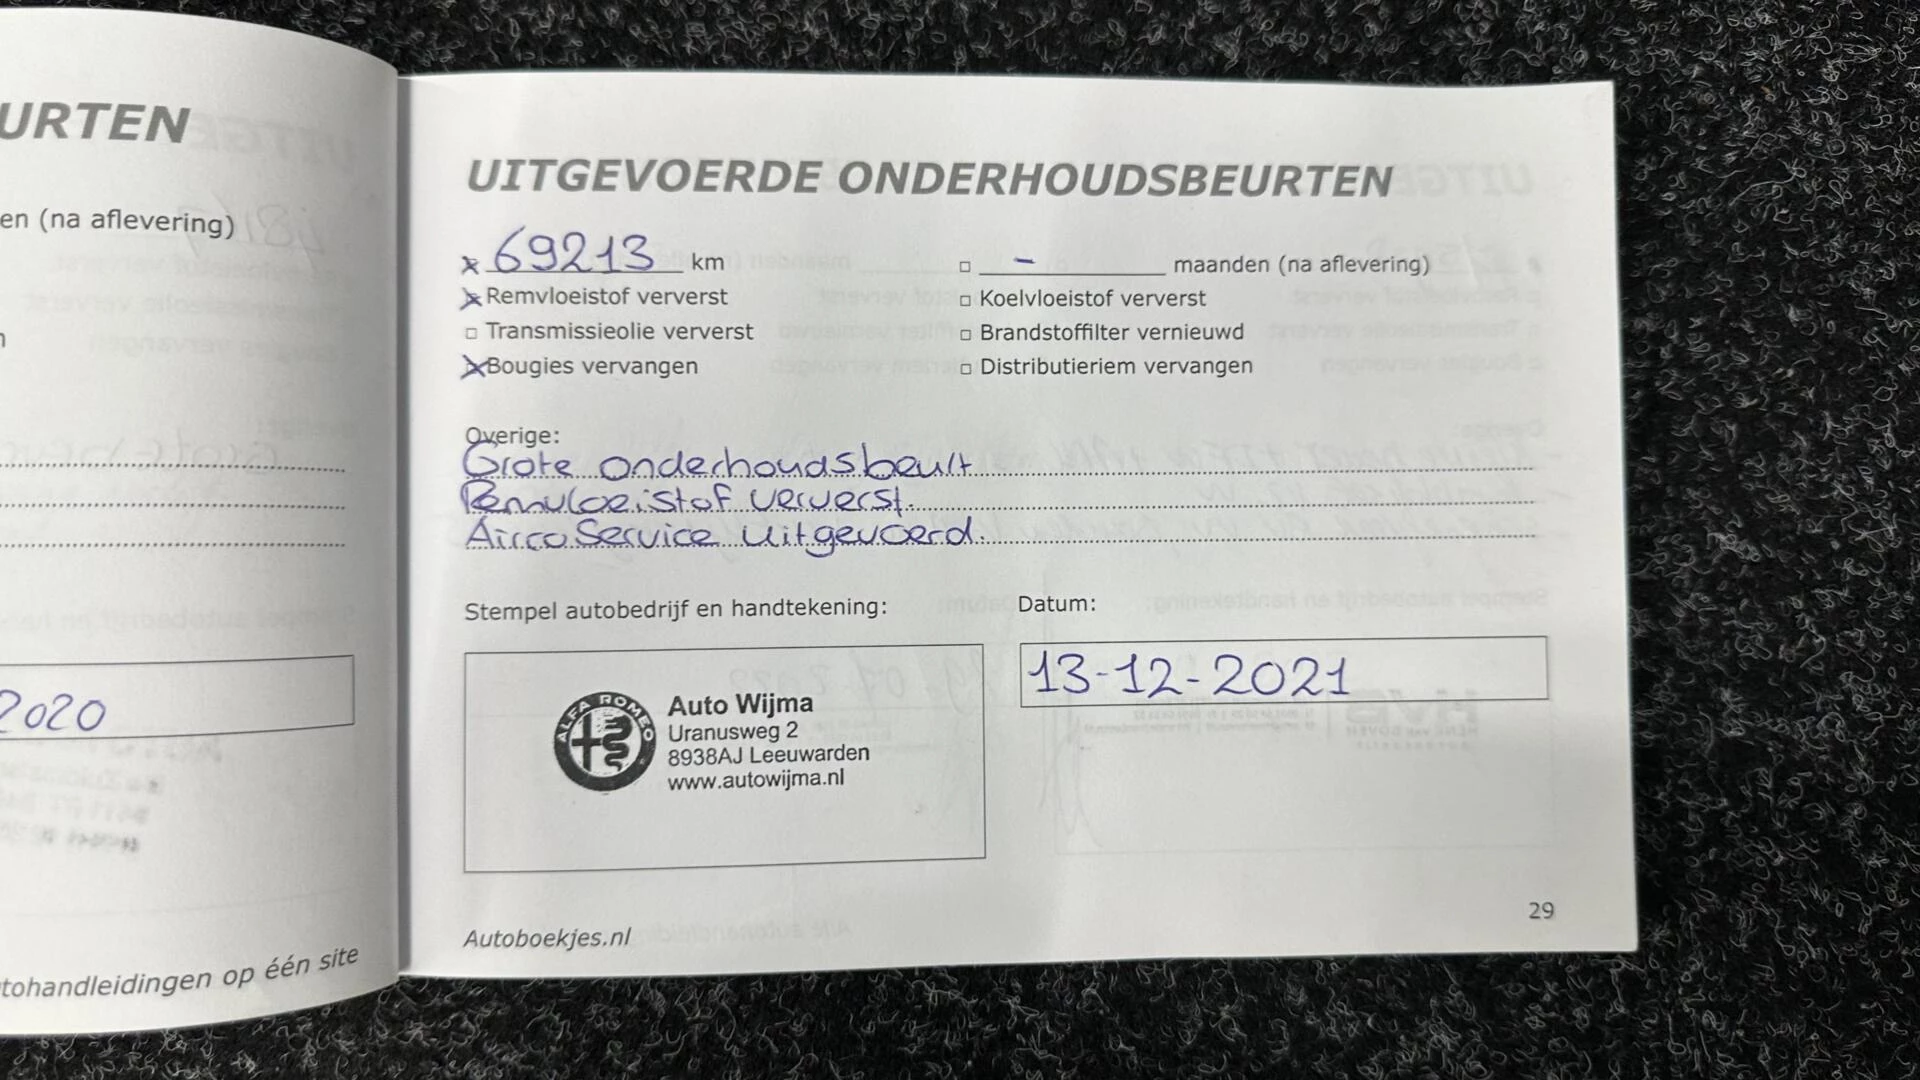 URTEN
en (na aflevering)
2020
tohandleidingen op één site
UITGEVOERDE ONDERHOUDSBEURTEN
x 69213 km
- maanden (na aflevering)
x Remvloeistof ververst
Koelvloeistof ververst
Transmissieolie ververst
Brandstoffilter vernieuwd
x Bougies vervangen
Distributieriem vervangen
Overige:
Grote onderhoudsbeult
Remvloeistof ververst.
Airco Service uitgevoerd.
Stempel autobedrijf en handtekening:
Datum:
13-12-2021
ALFA ROMEO
Auto Wijma
Uranusweg 2
8938AJ Leeuwarden
www.autowijma.nl
Autoboekjes.nl
29